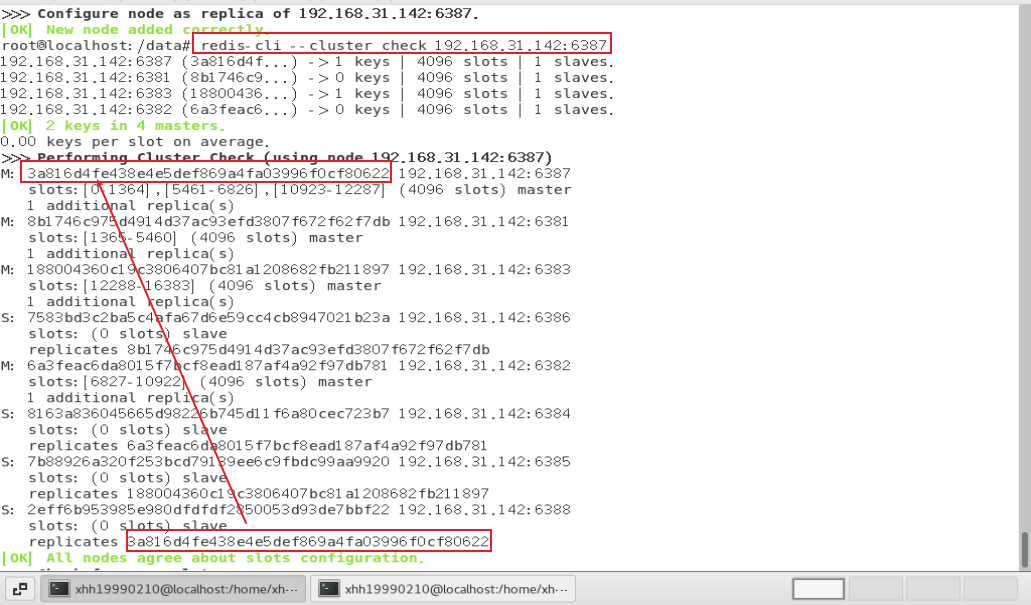 >>> Configure node as replica of 192.168.31.142:6387.
[OK] New node added correctly.
root@localhost:/data# redis-cli --cluster check 192.168.31.142:6387
192.168.31.142:6387 (3a816d4f...) -> 1 keys | 4096 slots | 1 slaves.
192.168.31.142:6381 (8b1746c9...) -> 0 keys | 4096 slots | 1 slaves.
192.168.31.142:6383 (18800436...) -> 1 keys | 4096 slots | 1 slaves.
192.168.31.142:6382 (6a3feac6...) -> 0 keys | 4096 slots | 1 slaves.
[OK] 2 keys in 4 masters.
0.00 keys per slot on average.
>>> Performing Cluster Check (using node 192.168.31.142:6387)
M: 3a816d4fe438e4e5def869a4fa03996f0cf80622 192.168.31.142:6387
slots:[0-1364],[5461-6826],[10923-12287] (4096 slots) master
1 additional replica(s)
M: 8b1746c975d4914d37ac93efd3807f672f62f7db 192.168.31.142:6381
slots:[1365-5460] (4096 slots) master
1 additional replica(s)
M: 188004360c19c3806407bc81a1208682fb211897 192.168.31.142:6383
slots:[12288-16383] (4096 slots) master
1 additional replica(s)
S: 7583bd3c2ba5c4afa67d6e59cc4cb8947021b23a 192.168.31.142:6386
slots: (0 slots) slave
replicates 8b1746c975d4914d37ac93efd3807f672f62f7db
M: 6a3feac6da8015f7bcf8ead187af4a92f97db781 192.168.31.142:6382
slots:[6827-10922] (4096 slots) master
1 additional replica(s)
S: 8163a836045665d98226b745d11f6a80cec723b7 192.168.31.142:6384
slots: (0 slots) slave
replicates 6a3feac6da8015f7bcf8ead187af4a92f97db781
S: 7b88926a320f253bcd79139ee6c9fbdc99aa9920 192.168.31.142:6385
slots: (0 slots) slave
replicates 188004360c19c3806407bc81a1208682fb211897
S: 2eff6b953985e980dfdfdf2850053d93de7bbf22 192.168.31.142:6388
slots: (0 slots) slave
replicates 3a816d4fe438e4e5def869a4fa03996f0cf80622
[OK] All nodes agree about slots configuration.
xhh19990210@localhost:/home/xh··· xhh19990210@localhost:/home/xh···